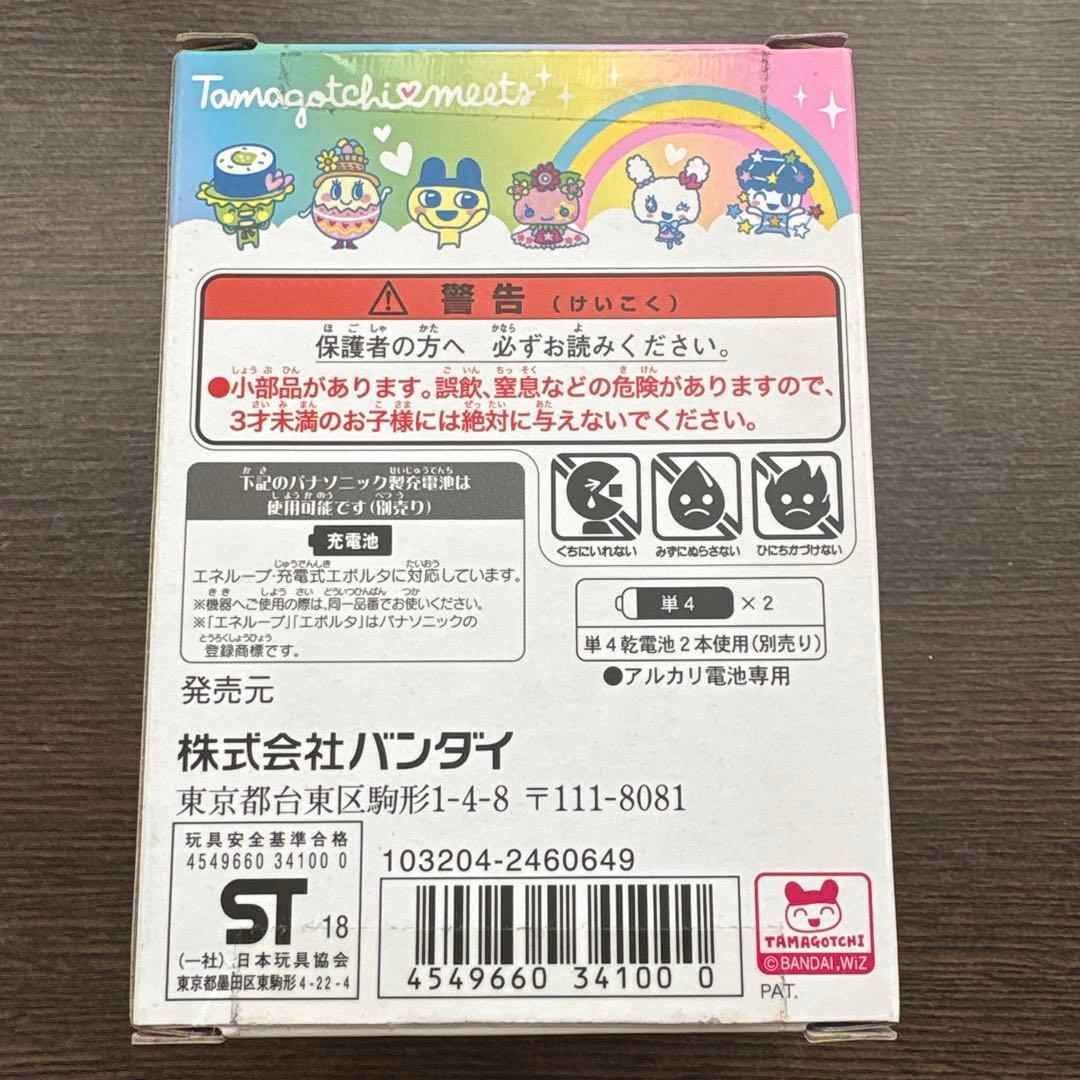 Tamagotchi♡meets
⚠ 警告 (けいこく)
ほごしゃ かた かなら よ
保護者の方へ 必ずお読みください。
しょうぶひん ごいん ちっそく きけん
●小部品があります。誤飲、窒息などの危険がありますので、
さいみまん こさま ぜったい あた
3才未満のお子様には絶対に与えないでください。
かき せいじゅうでんち
下記のパナソニック製充電池は
しようかのう べつう
使用可能です(別売り)
充電池
じゅうでんしき たいおう
エネループ・充電式エボルタに対応しています。
きき しよう さい どういつひんばん つか
※機器へご使用の際は、同一品番でお使いください。
※「エネループ」「エボルタ」はパナソニックの
とうろくしょうひょう
登録商標です。
くちにいれない
みずにぬらさない
ひにちかづけない
単4 ×2
単4乾電池2本使用(別売り)
●アルカリ電池専用
発売元
株式会社バンダイ
東京都台東区駒形1-4-8 〒111-8081
玩具安全基準合格
4549660 34100 0
ST 18
(一社)日本玩具協会
東京都墨田区東駒形4-22-4
103204-2460649
4549660 34100 0
TAMAGOTCHI
©BANDAI,WiZ
PAT.